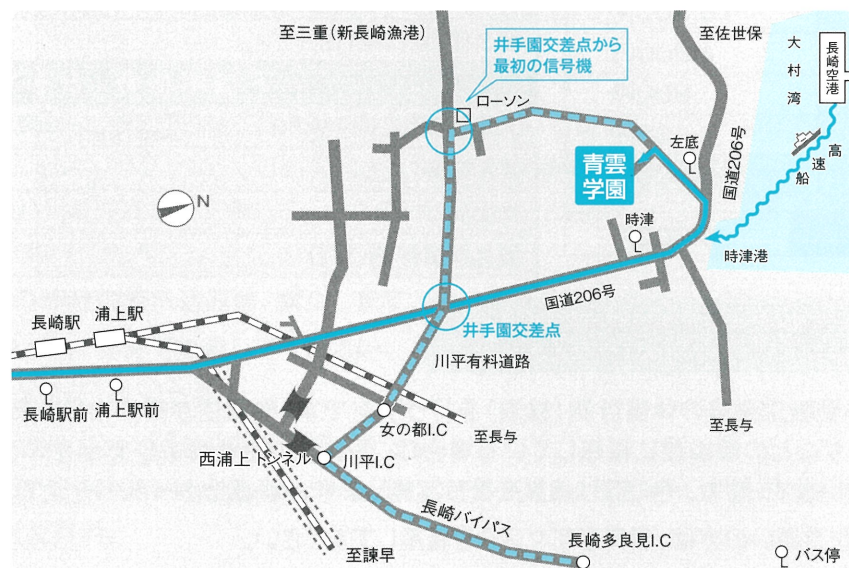 至三重(新長崎漁港)
井手園交差点から
最初の信号機
至佐世保
大村湾
長崎空港
ローソン
高速船
左底
国道206号
青雲
学園
N
時津
時津港
国道206号
長崎駅
浦上駅
井手園交差点
川平有料道路
長崎駅前
浦上駅前
女の都I.C
至長与
至長与
西浦上トンネル
川平I.C
長崎バイパス
至諫早
長崎多良見I.C
バス停